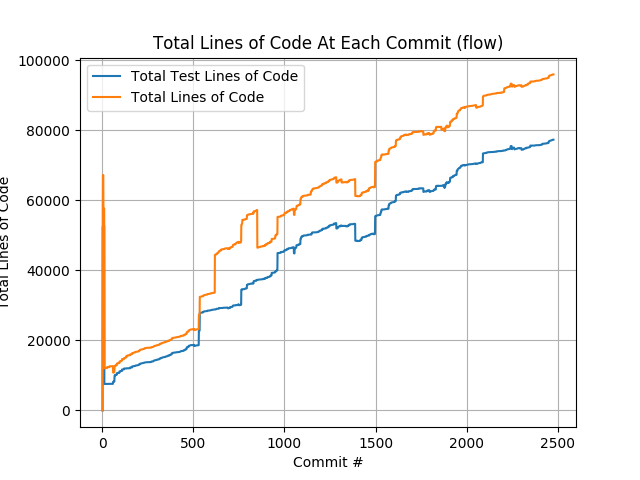 Total Lines of Code At Each Commit (flow)
Total Test Lines of Code
Total Lines of Code
100000
80000
60000
40000
20000
0
Total Lines of Code
0 500 1000 1500 2000 2500
Commit #